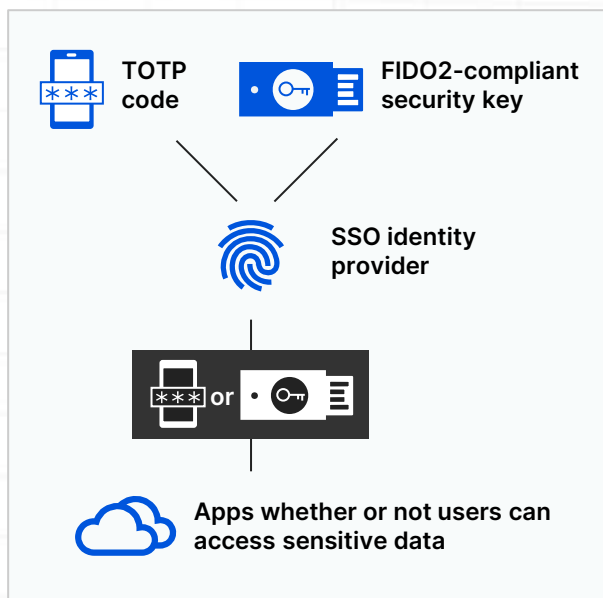 TOTP
code
FIDO2-compliant
security key
***
SSO identity
provider
*** or
Apps whether or not users can
access sensitive data